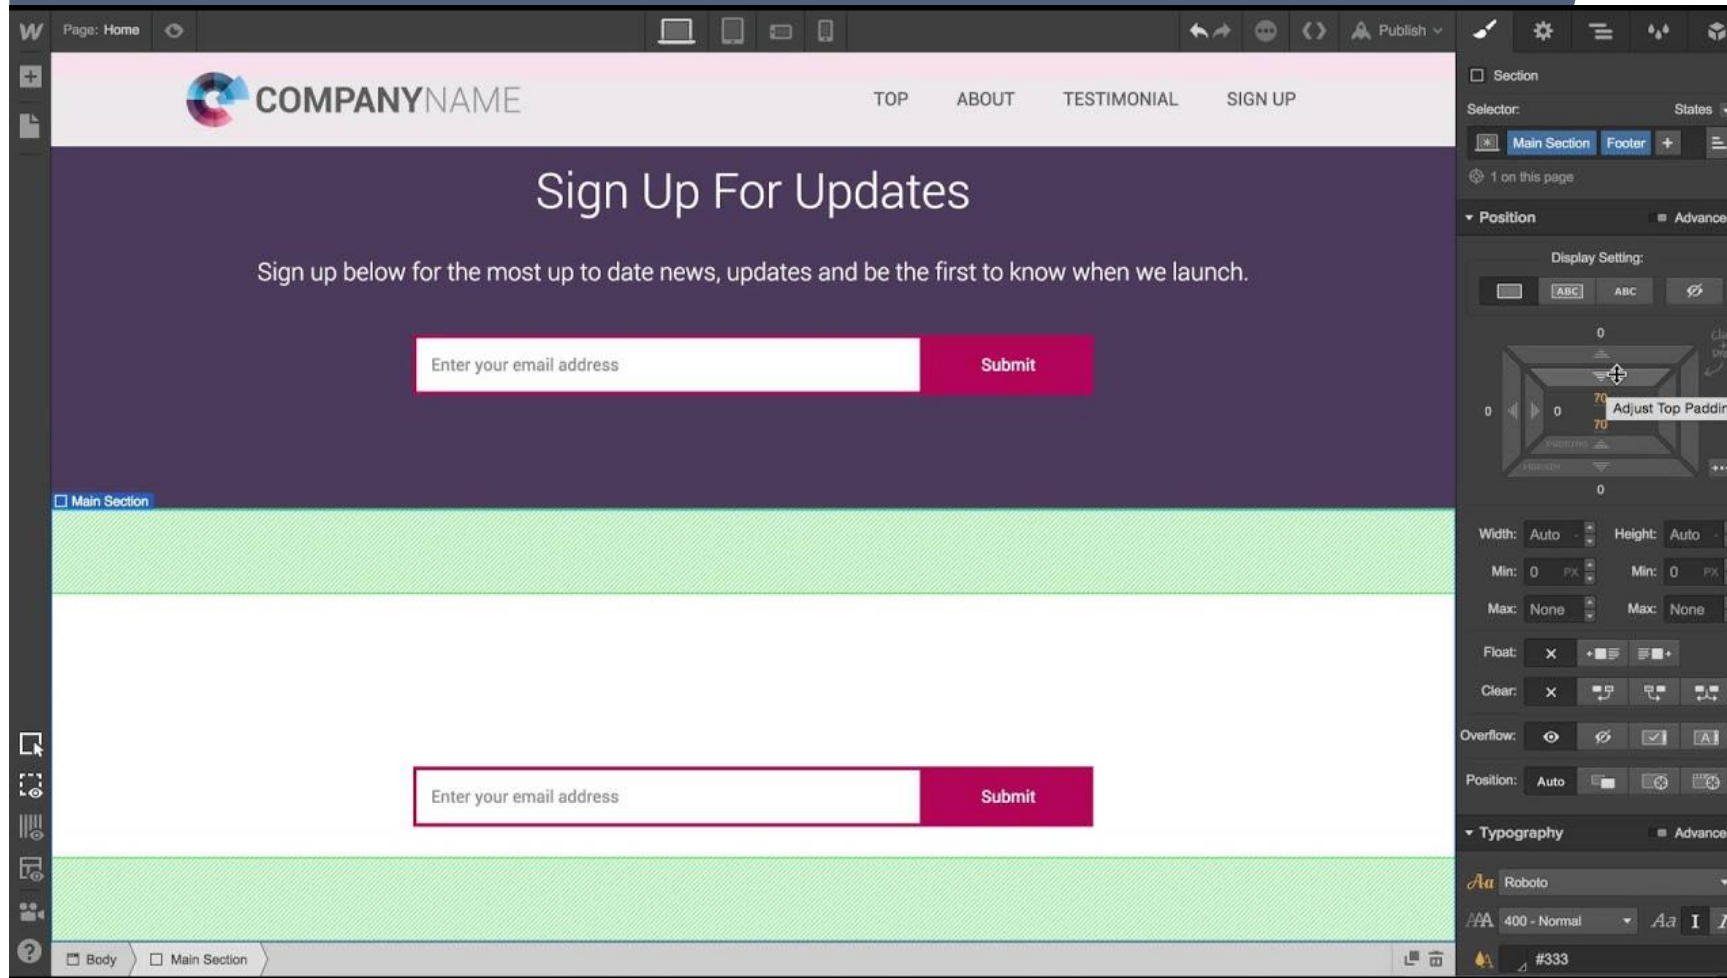 Page: Home
Publish
COMPANYNAME
TOP ABOUT TESTIMONIAL SIGN UP
Sign Up For Updates
Sign up below for the most up to date news, updates and be the first to know when we launch.
Enter your email address Submit
Main Section
Enter your email address Submit
Body Main Section
Section
Selector: States
Main Section Footer +
1 on this page
Position Advance
Display Setting:
ABC ABC
0
0 0 70
Adjust Top Paddin
70
PADDING
MARGIN
0
Width: Auto - Height: Auto -
Min: 0 PX Min: 0 PX
Max: None Max: None
Float:
Clear:
Overflow:
Position: Auto
Typography Advance
Aa Roboto
AAA 400 - Normal Aa I I
#333